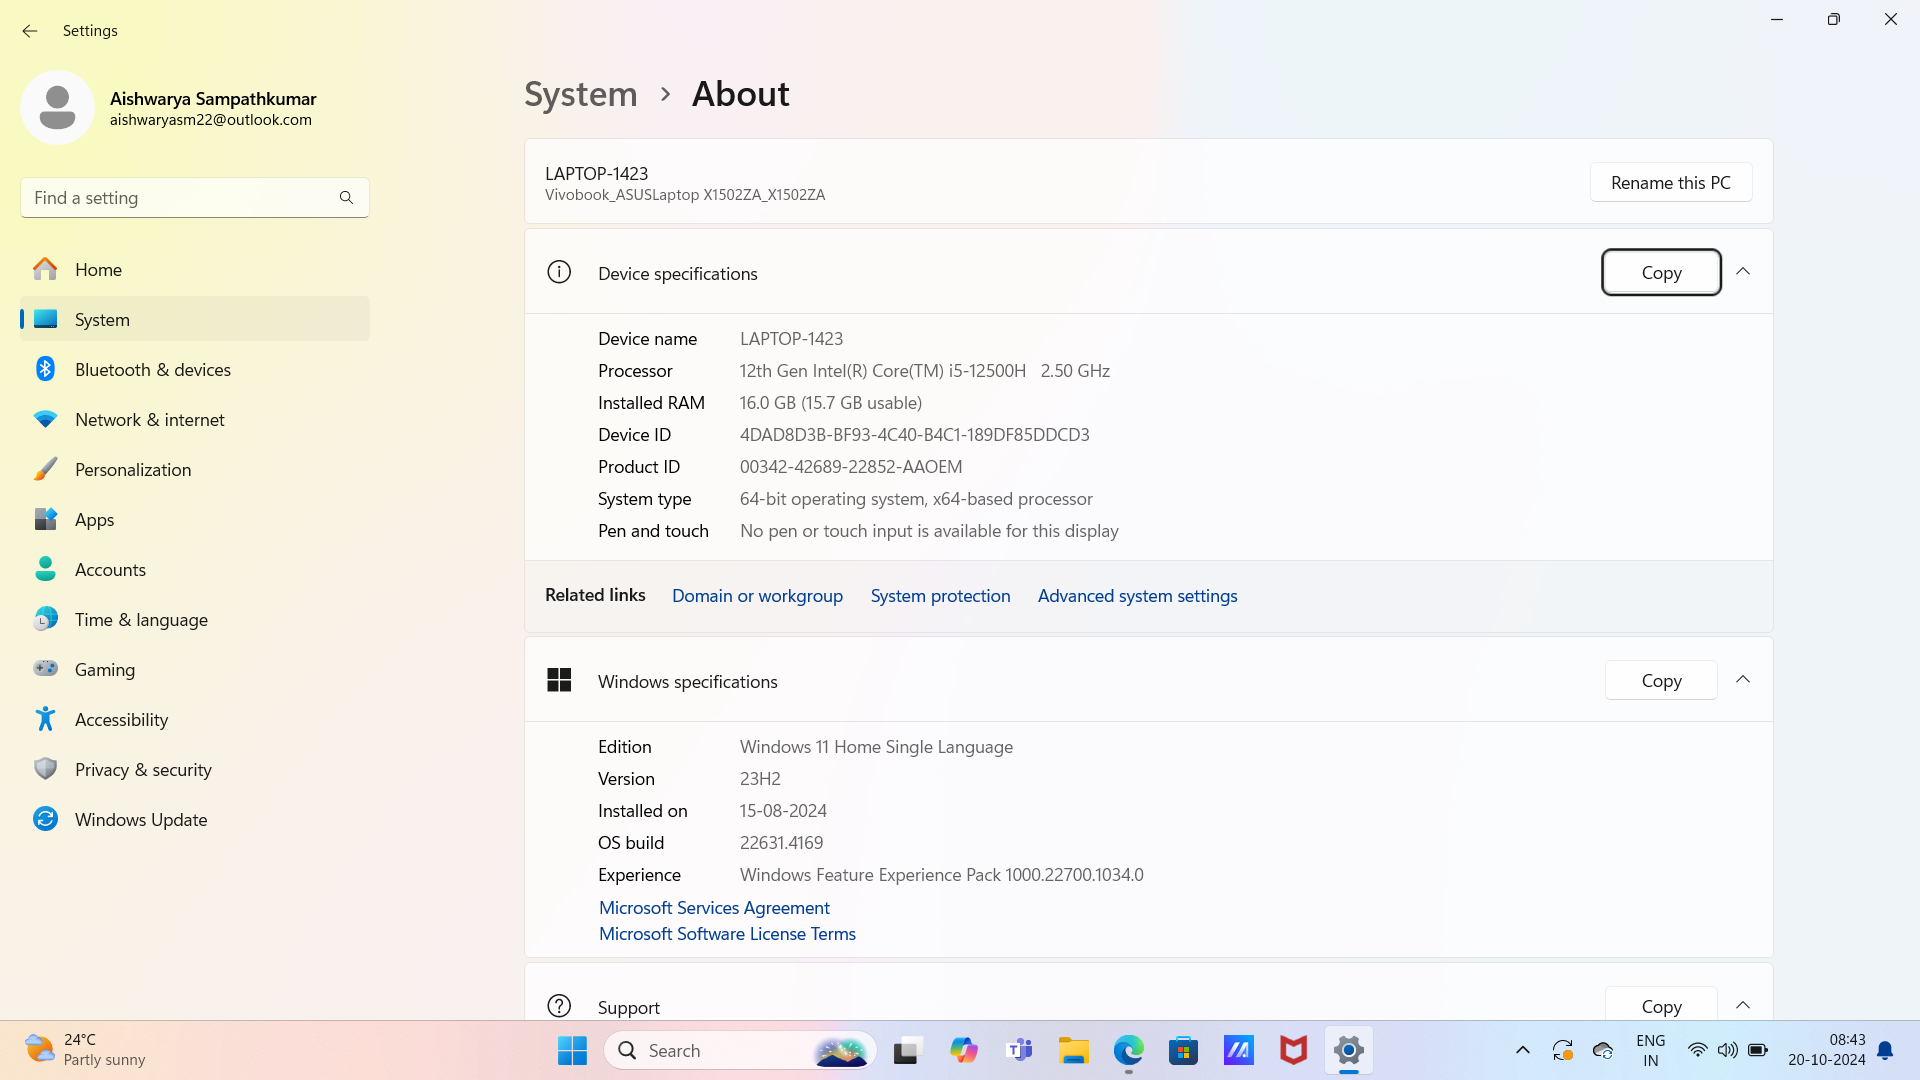 Settings
Aishwarya Sampathkumar
aishwaryasm22@outlook.com
Find a setting
Home
System
Bluetooth & devices
Network & internet
Personalization
Apps
Accounts
Time & language
Gaming
Accessibility
Privacy & security
Windows Update
System > About
LAPTOP-1423
Vivobook_ASUSLaptop X1502ZA_X1502ZA
Rename this PC
Device specifications
Copy
Device name LAPTOP-1423
Processor 12th Gen Intel(R) Core(TM) i5-12500H 2.50 GHz
Installed RAM 16.0 GB (15.7 GB usable)
Device ID 4DAD8D3B-BF93-4C40-B4C1-189DF85DDCD3
Product ID 00342-42689-22852-AAOEM
System type 64-bit operating system, x64-based processor
Pen and touch No pen or touch input is available for this display
Related links Domain or workgroup System protection Advanced system settings
Windows specifications
Copy
Edition Windows 11 Home Single Language
Version 23H2
Installed on 15-08-2024
OS build 22631.4169
Experience Windows Feature Experience Pack 1000.22700.1034.0
Microsoft Services Agreement
Microsoft Software License Terms
Support
Copy
24°C
Partly sunny
Search
ENG
IN
08:43
20-10-2024